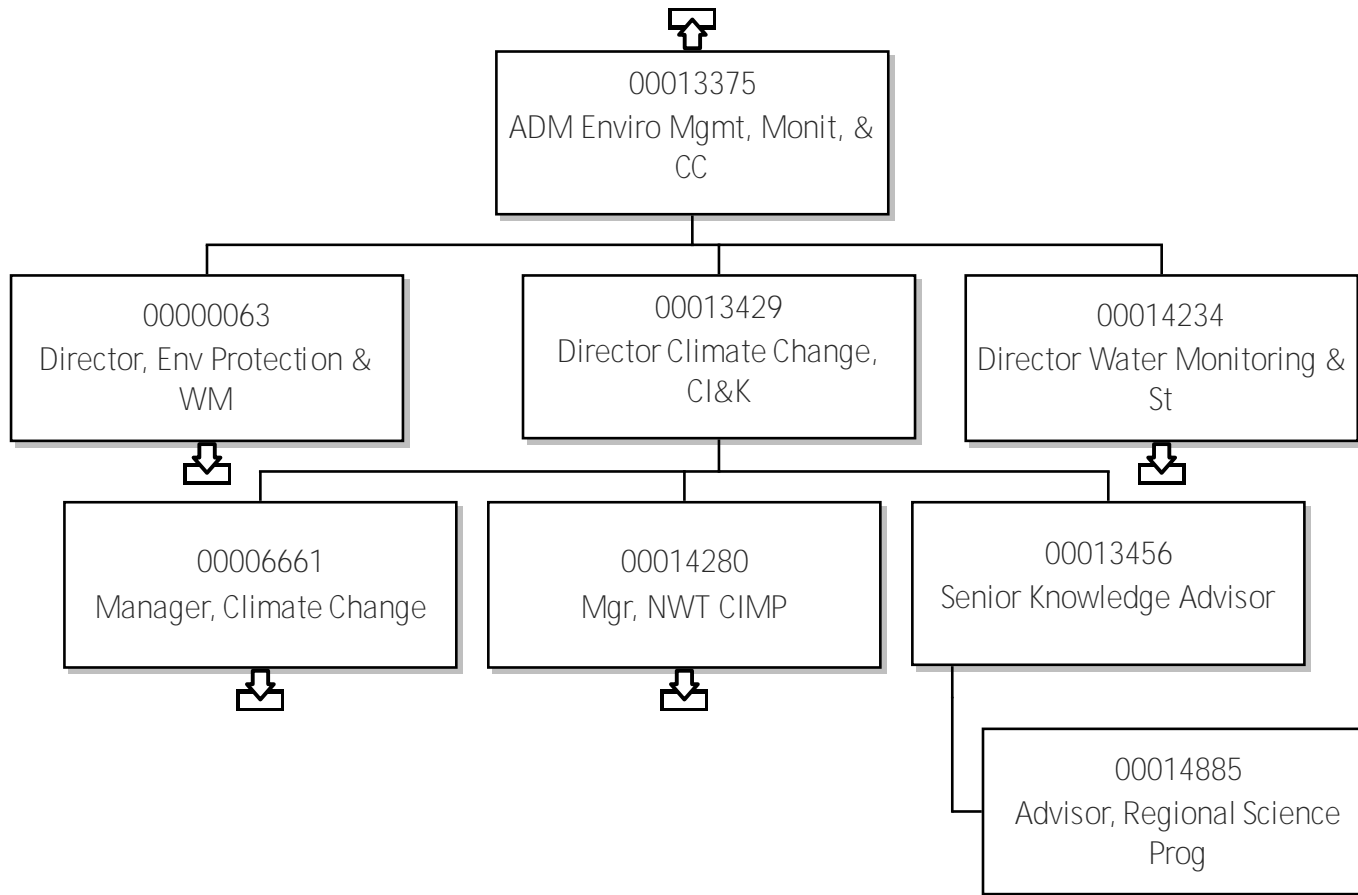 00013375
ADM Enviro Mgmt, Monit, &
CC
00000063
Director, Env Protection &
WM
00013429
Director Climate Change,
CI&K
00014234
Director Water Monitoring &
St
00006661
Manager, Climate Change
00014280
Mgr, NWT CIMP
00013456
Senior Knowledge Advisor
00014885
Advisor, Regional Science
Prog